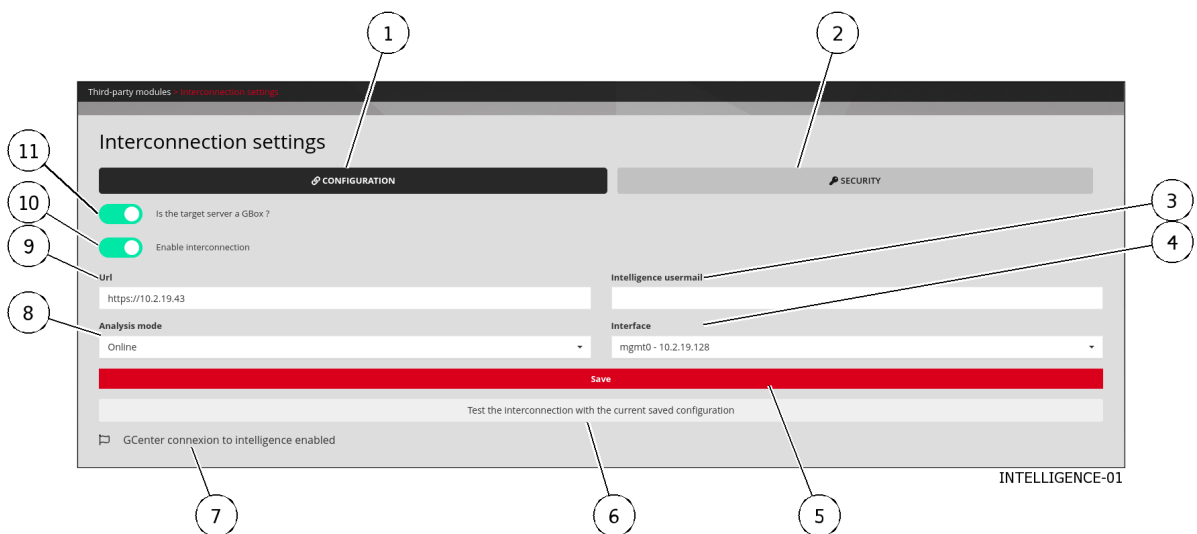 1
2
Third-party modules > Interconnection settings
Interconnection settings
11
CONFIGURATION
SECURITY
10
Is the target server a GBox ?
3
9
Enable interconnection
4
Url
Intelligence usermail
https://10.2.19.43
8
Analysis mode
Interface
Online
mgmt0 - 10.2.19.128
Save
Test the interconnection with the current saved configuration
GCenter connexion to intelligence enabled
INTELLIGENCE-01
7
6
5